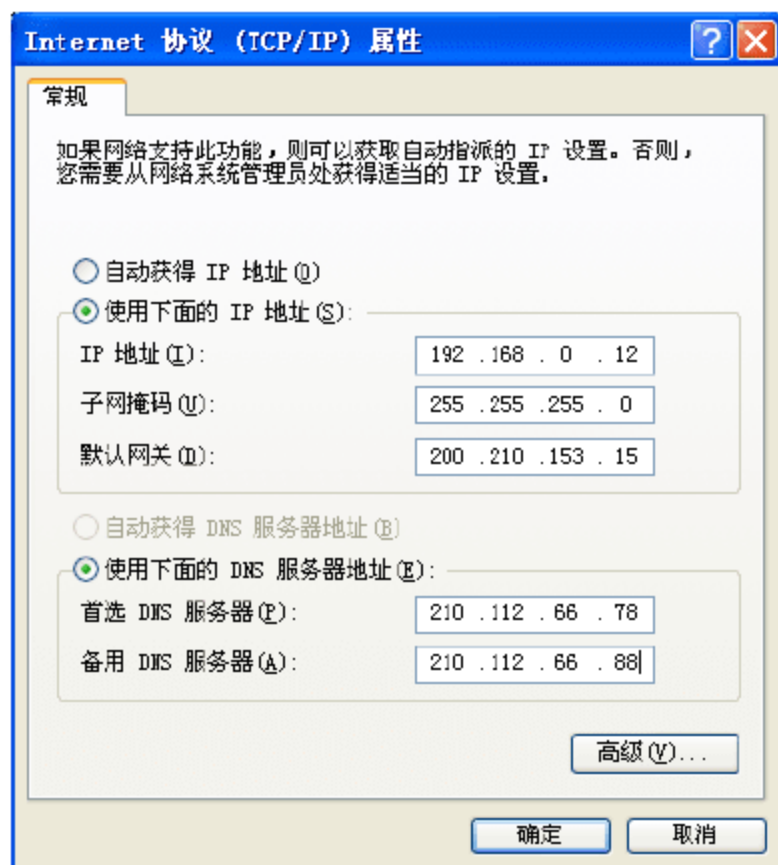 Internet 协议 (TCP/IP) 属性
常规
如果网络支持此功能，则可以获取自动指派的 IP 设置。否则，
您需要从网络系统管理员处获得适当的 IP 设置。
自动获得 IP 地址(O)
使用下面的 IP 地址(S):
IP 地址(I): 192 .168 . 0 . 12
子网掩码(U): 255 .255 .255 . 0
默认网关(D): 200 .210 .153 . 15
自动获得 DNS 服务器地址(B)
使用下面的 DNS 服务器地址(E):
首选 DNS 服务器(P): 210 .112 . 66 . 78
备用 DNS 服务器(A): 210 .112 . 66 . 88
高级(V)...
确定 取消